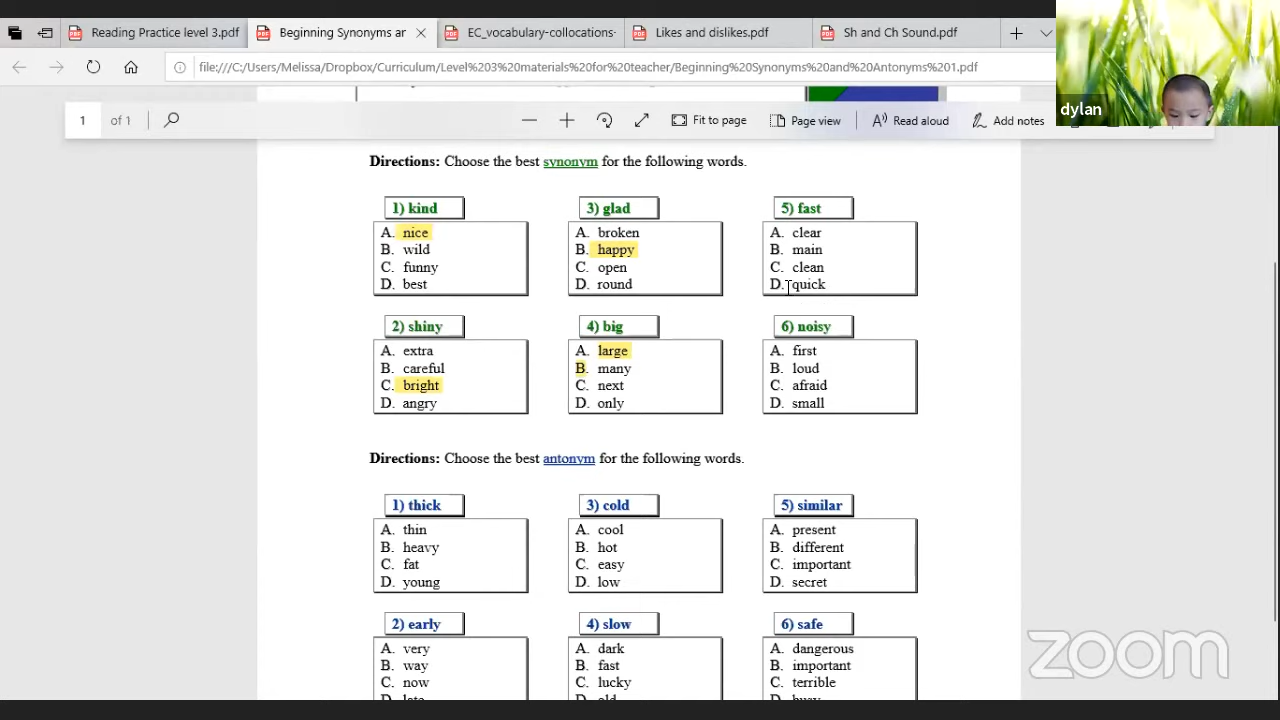 Reading Practice level 3.pdf
Beginning Synonyms ar
EC_vocabulary-collocations-
Likes and dislikes.pdf
Sh and Ch Sound.pdf
file:///C:/Users/Melissa/Dropbox/Curriculum/Level%203%20materials%20for%20teacher/Beginning%20Synonyms%20and%20Antonyms%201.pdf
dylan
1 of 1
Fit to page
Page view
Read aloud
Add notes
Directions: Choose the best synonym for the following words.
1) kind
A. nice
B. wild
C. funny
D. best
3) glad
A. broken
B. happy
C. open
D. round
5) fast
A. clear
B. main
C. clean
D. quick
2) shiny
A. extra
B. careful
C. bright
D. angry
4) big
A. large
B. many
C. next
D. only
6) noisy
A. first
B. loud
C. afraid
D. small
Directions: Choose the best antonym for the following words.
1) thick
A. thin
B. heavy
C. fat
D. young
3) cold
A. cool
B. hot
C. easy
D. low
5) similar
A. present
B. different
C. important
D. secret
2) early
A. very
B. way
C. now
4) slow
A. dark
B. fast
C. lucky
6) safe
A. dangerous
B. important
C. terrible
zoom